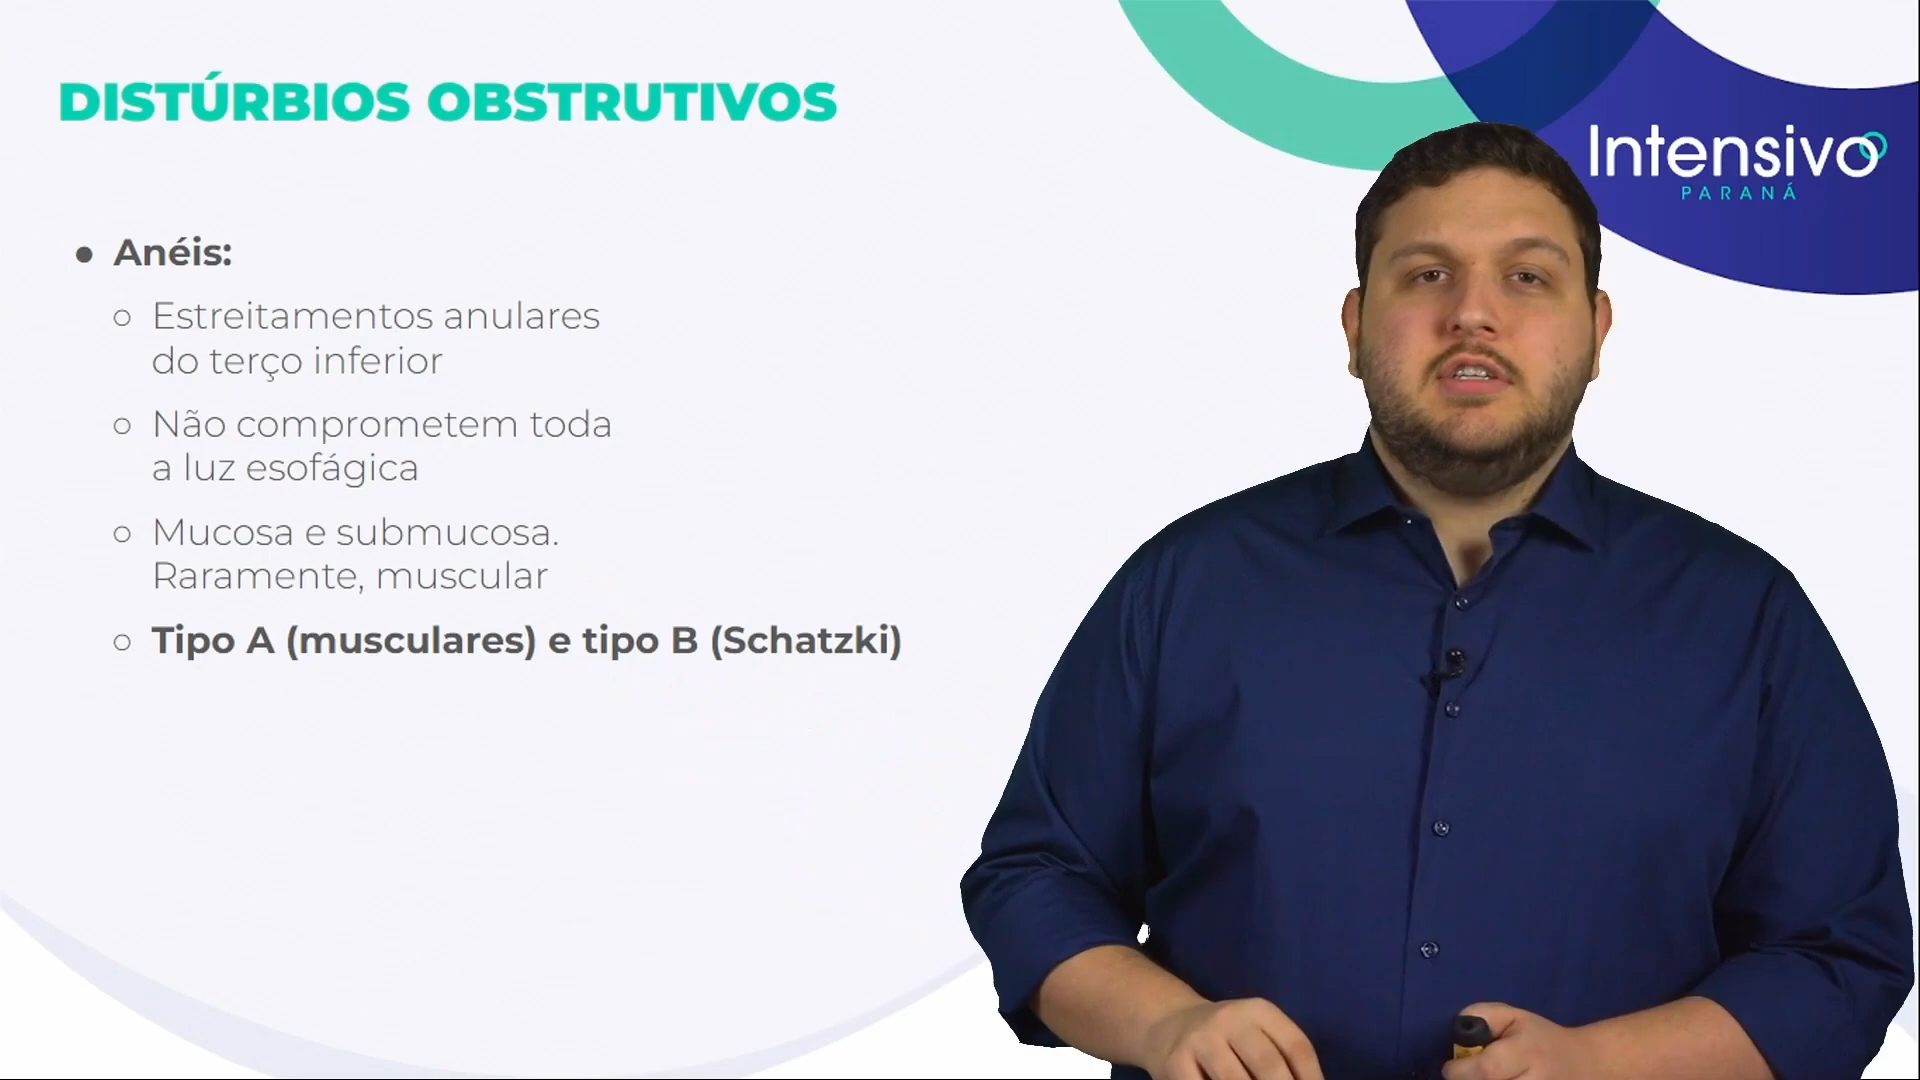 DISTÚRBIOS OBSTRUTIVOS
Intensivo
PARANÁ
● Anéis:
○ Estreitamentos anulares
do terço inferior
○ Não comprometem toda
a luz esofágica
○ Mucosa e submucosa.
Raramente, muscular
○ Tipo A (musculares) e tipo B (Schatzki)